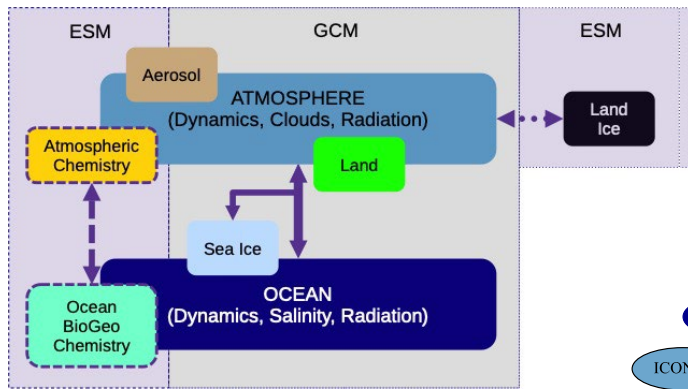 ESM
GCM
ESM
Aerosol
ATMOSPHERE
(Dynamics, Clouds, Radiation)
Land
Ice
Atmospheric
Chemistry
Land
Sea Ice
OCEAN
(Dynamics, Salinity, Radiation)
Ocean
BioGeo
Chemistry
ICON